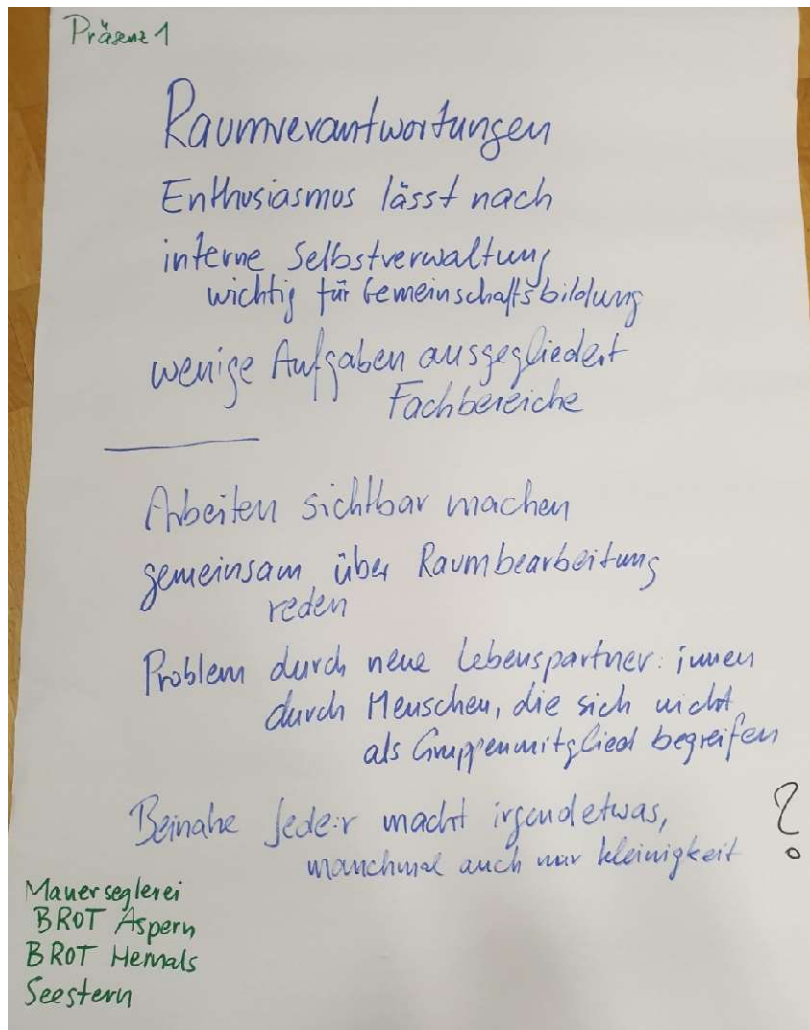 Präsenz 1
Raumverantwortungen
Enthusiasmus lässt nach
interne Selbstverwaltung
wichtig für Gemeinschaftsbildung
wenige Aufgaben ausgegliedert
Fachbereiche
Arbeiten sichtbar machen
gemeinsam über Raumbearbeitung
reden
Problem durch neue Lebenspartner:innen
durch Menschen, die sich nicht
als Gruppenmitglied begreifen
Beinahe jede:r macht irgendetwas,
manchmal auch nur kleinigkeit
?
Mauerseglerei
BROT Aspern
BROT Hernals
Seestern